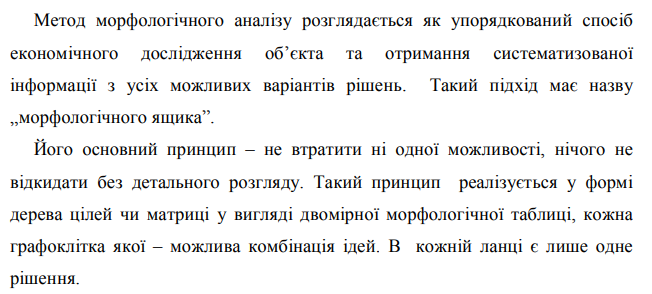 Метод морфологічного аналізу розглядається як упорядкований спосіб
економічного дослідження об’єкта та отримання систематизованої
інформації з усіх можливих варіантів рішень. Такий підхід має назву
„морфологічного ящика”.
Його основний принцип – не втратити ні одної можливості, нічого не
відкидати без детального розгляду. Такий принцип реалізується у формі
дерева цілей чи матриці у вигляді двомірної морфологічної таблиці, кожна
графоклітка якої – можлива комбінація ідей. В кожній ланці є лише одне
рішення.